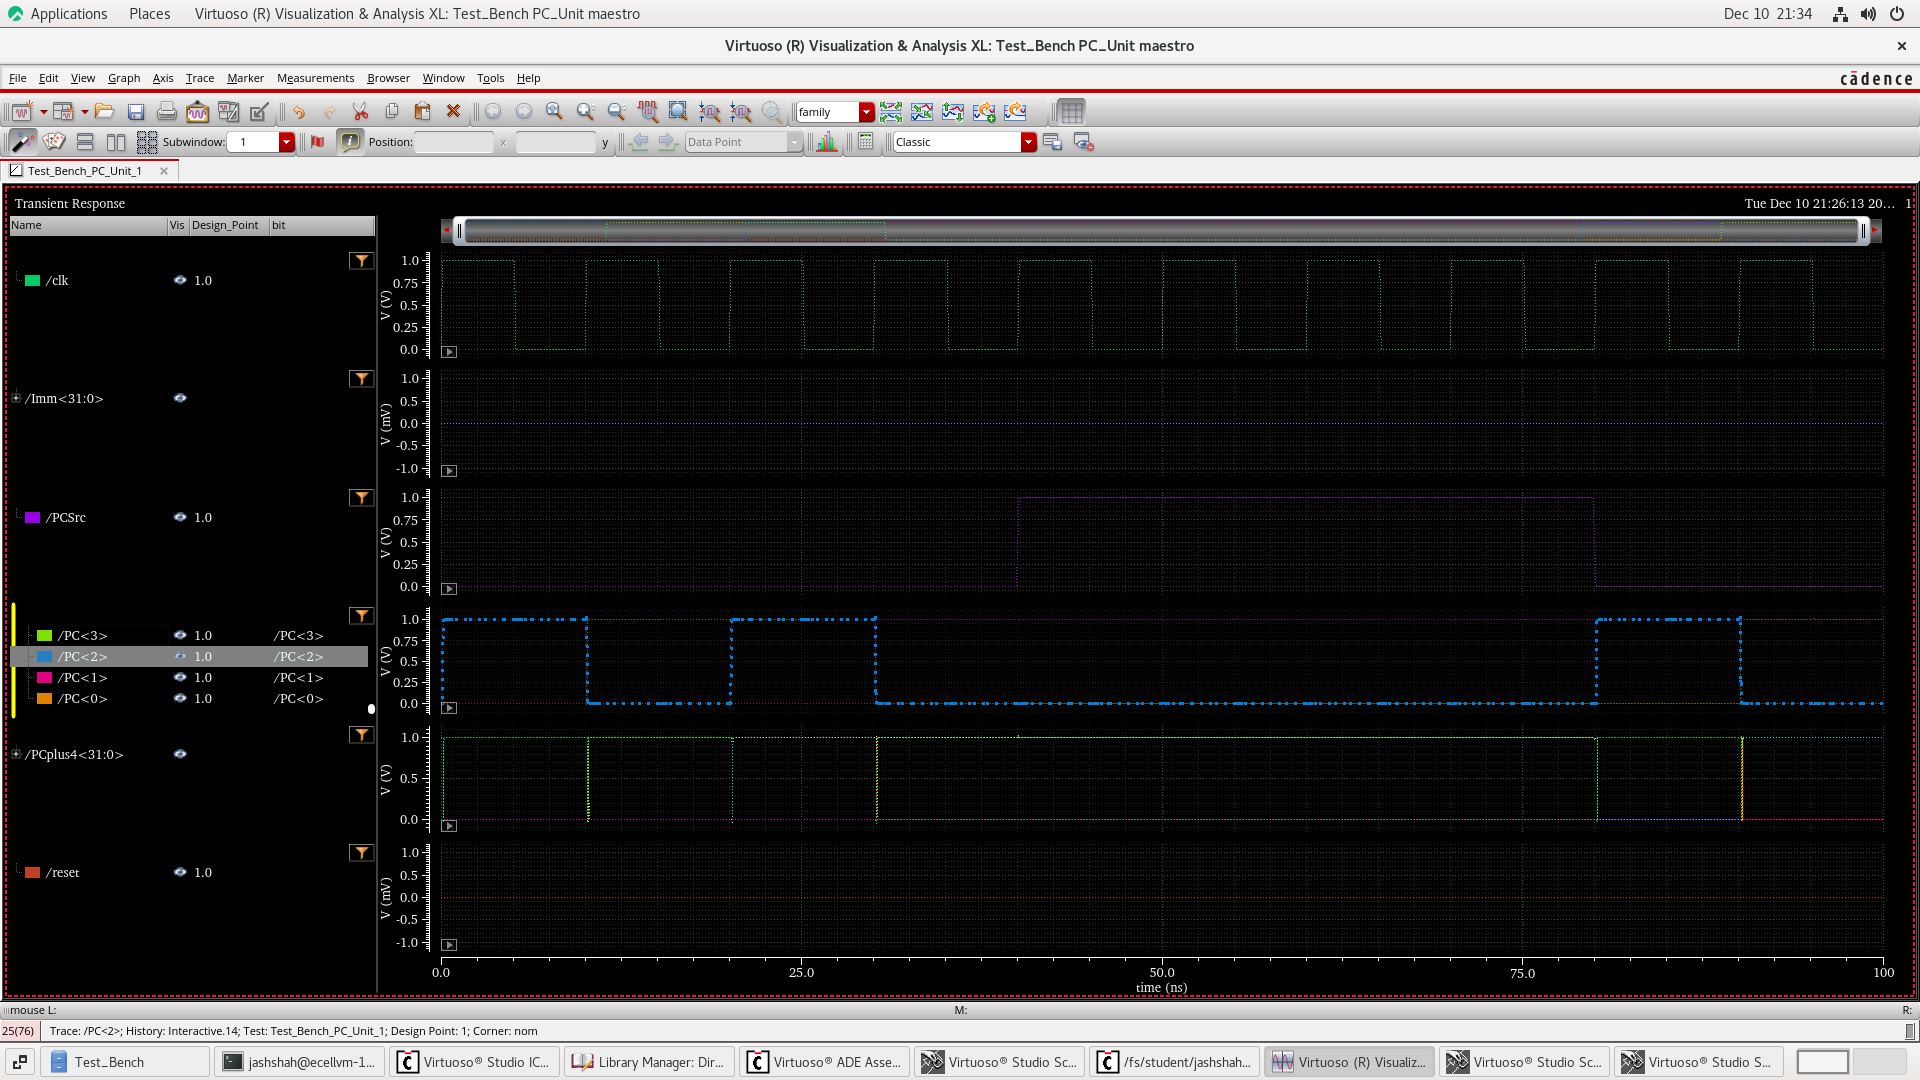 Applications Places Virtuoso (R) Visualization & Analysis XL: Test_Bench PC_Unit maestro Dec 10 21:34
Virtuoso (R) Visualization & Analysis XL: Test_Bench PC_Unit maestro ×
File Edit View Graph Axis Trace Marker Measurements Browser Window Tools Help cādence
family
Subwindow: 1 Position: x y Data Point Classic
Test_Bench_PC_Unit_1 ×
Transient Response Tue Dec 10 21:26:13 20... 1
Name Vis Design_Point bit
/clk 1.0
V (V)
1.0
0.75
0.5
0.25
0.0
/Imm<31:0>
V (mV)
1.0
0.5
0.0
-0.5
-1.0
/PCSrc 1.0
V (V)
1.0
0.75
0.5
0.25
0.0
/PC<3> 1.0 /PC<3>
/PC<2> 1.0 /PC<2>
/PC<1> 1.0 /PC<1>
/PC<0> 1.0 /PC<0>
V (V)
1.0
0.75
0.5
0.25
0.0
/PCplus4<31:0>
V (V)
1.0
0.5
0.0
/reset 1.0
V (mV)
1.0
0.5
0.0
-0.5
-1.0
0.0 25.0 50.0 75.0 100
time (ns)
mouse L: M: R:
25(76) Trace: /PC<2>; History: Interactive.14; Test: Test_Bench_PC_Unit_1; Design Point: 1; Corner: nom
Test_Bench jashshah@ecellvm-1... Virtuoso® Studio IC... Library Manager: Dir... Virtuoso® ADE Asse... Virtuoso® Studio Sc... /fs/student/jashshah... Virtuoso (R) Visualiz... Virtuoso® Studio Sc... Virtuoso® Studio S...